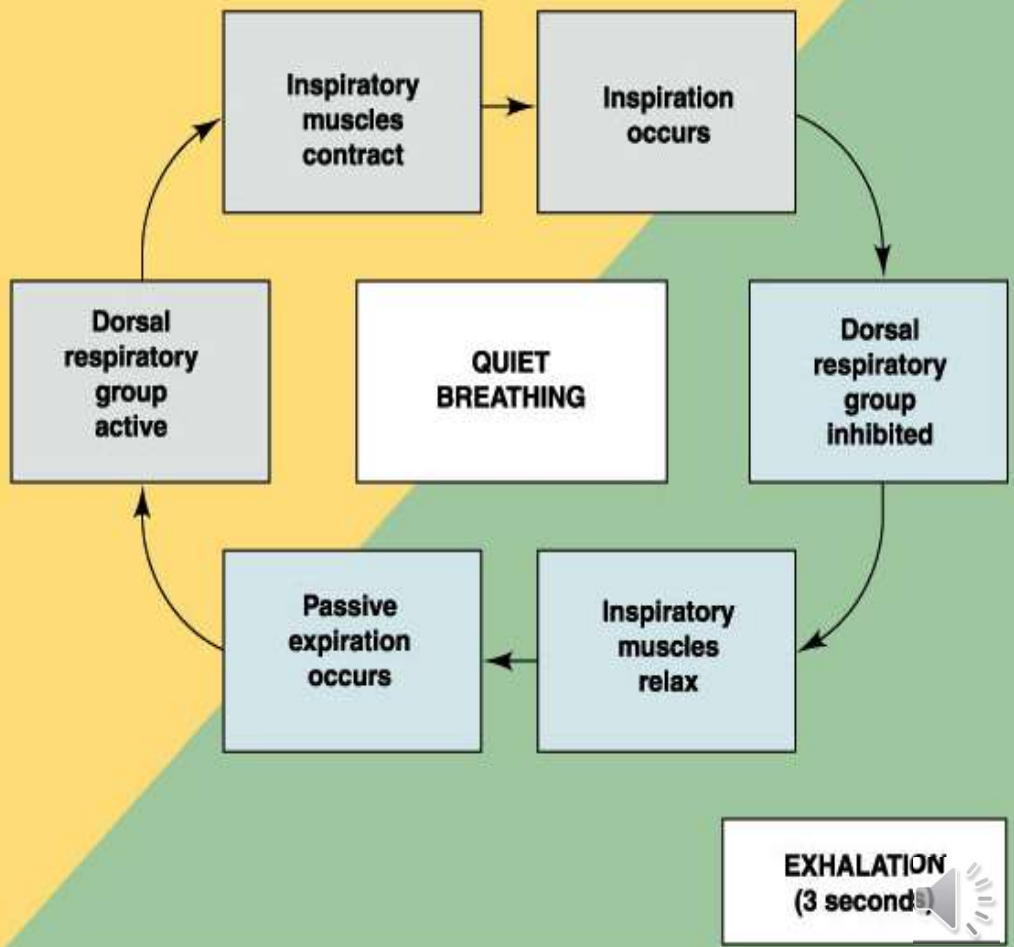 Inspiratory
muscles
contract
Inspiration
occurs
Dorsal
respiratory
group
active
QUIET
BREATHING
Dorsal
respiratory
group
inhibited
Passive
expiration
occurs
Inspiratory
muscles
relax
EXHALATION
(3 seconds)